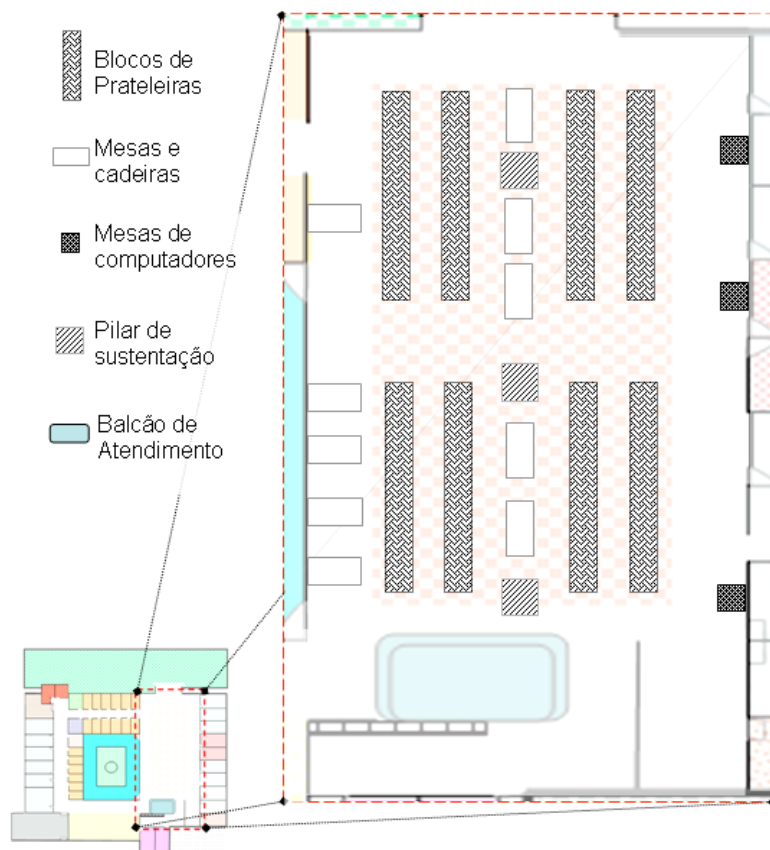 Blocos de
Prateleiras
Mesas e
cadeiras
Mesas de
computadores
Pilar de
sustentação
Balcão de
Atendimento